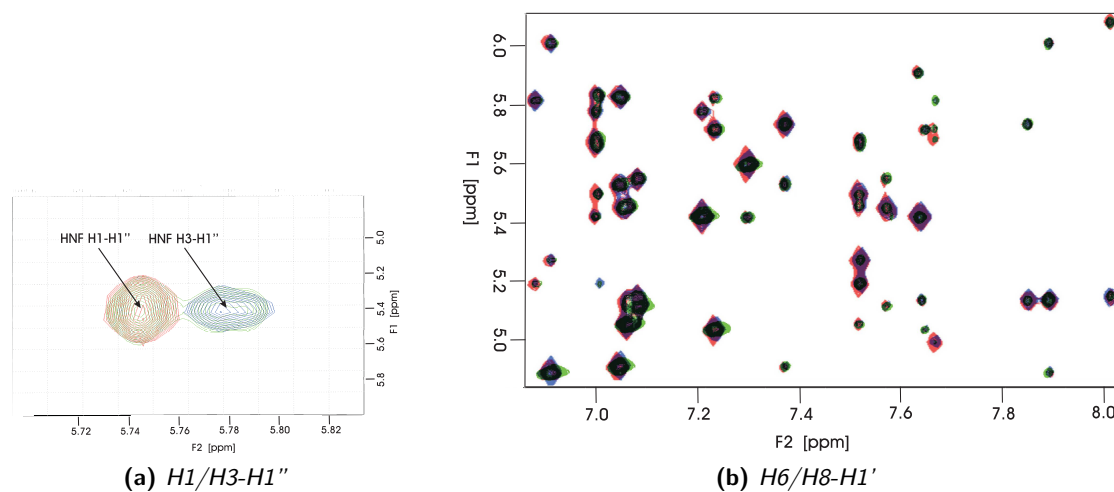 HNF H1-H1''
HNF H3-H1''
5.0
5.2
5.4
5.6
5.8
F1 [ppm]
5.72
5.74
5.76
5.78
5.80
5.82
F2 [ppm]
(a) H1/H3-H1''
6.0
5.8
5.6
5.4
5.2
5.0
F1 [ppm]
7.0
7.2
7.4
7.6
7.8
8.0
F2 [ppm]
(b) H6/H8-H1'